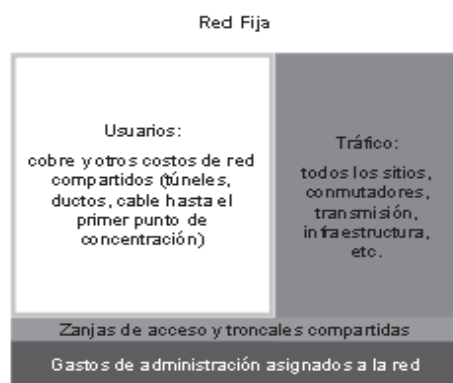 Red Fija
Usuarios:
cobre y otros costos de red
compartidos (túneles,
ductos, cable hasta el
primer punto de
concentración)
Tráfico:
todos los sitios,
conmutadores,
transmisión,
infraestructura,
etc.
Zanjas de acceso y troncales compartidas
Gastos de administración asignados a la red